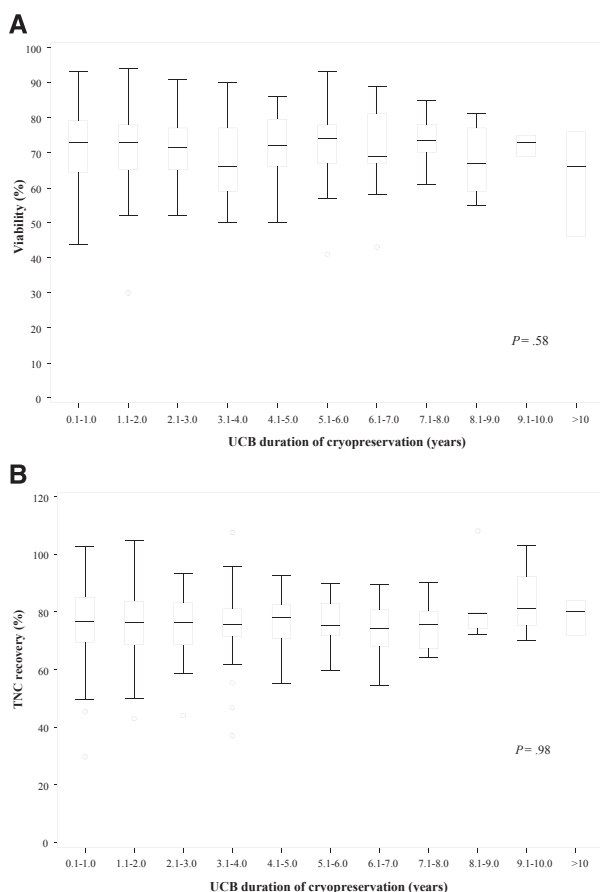 A
100
90
80
70
60
50
40
30
20
10
0
Viability (%)
P = .58
0.1-1.0 1.1-2.0 2.1-3.0 3.1-4.0 4.1-5.0 5.1-6.0 6.1-7.0 7.1-8.0 8.1-9.0 9.1-10.0 >10
UCB duration of cryopreservation (years)
B
120
100
80
60
40
20
0
TNC recovery (%)
P = .98
0.1-1.0 1.1-2.0 2.1-3.0 3.1-4.0 4.1-5.0 5.1-6.0 6.1-7.0 7.1-8.0 8.1-9.0 9.1-10.0 >10
UCB duration of cryopreservation (years)